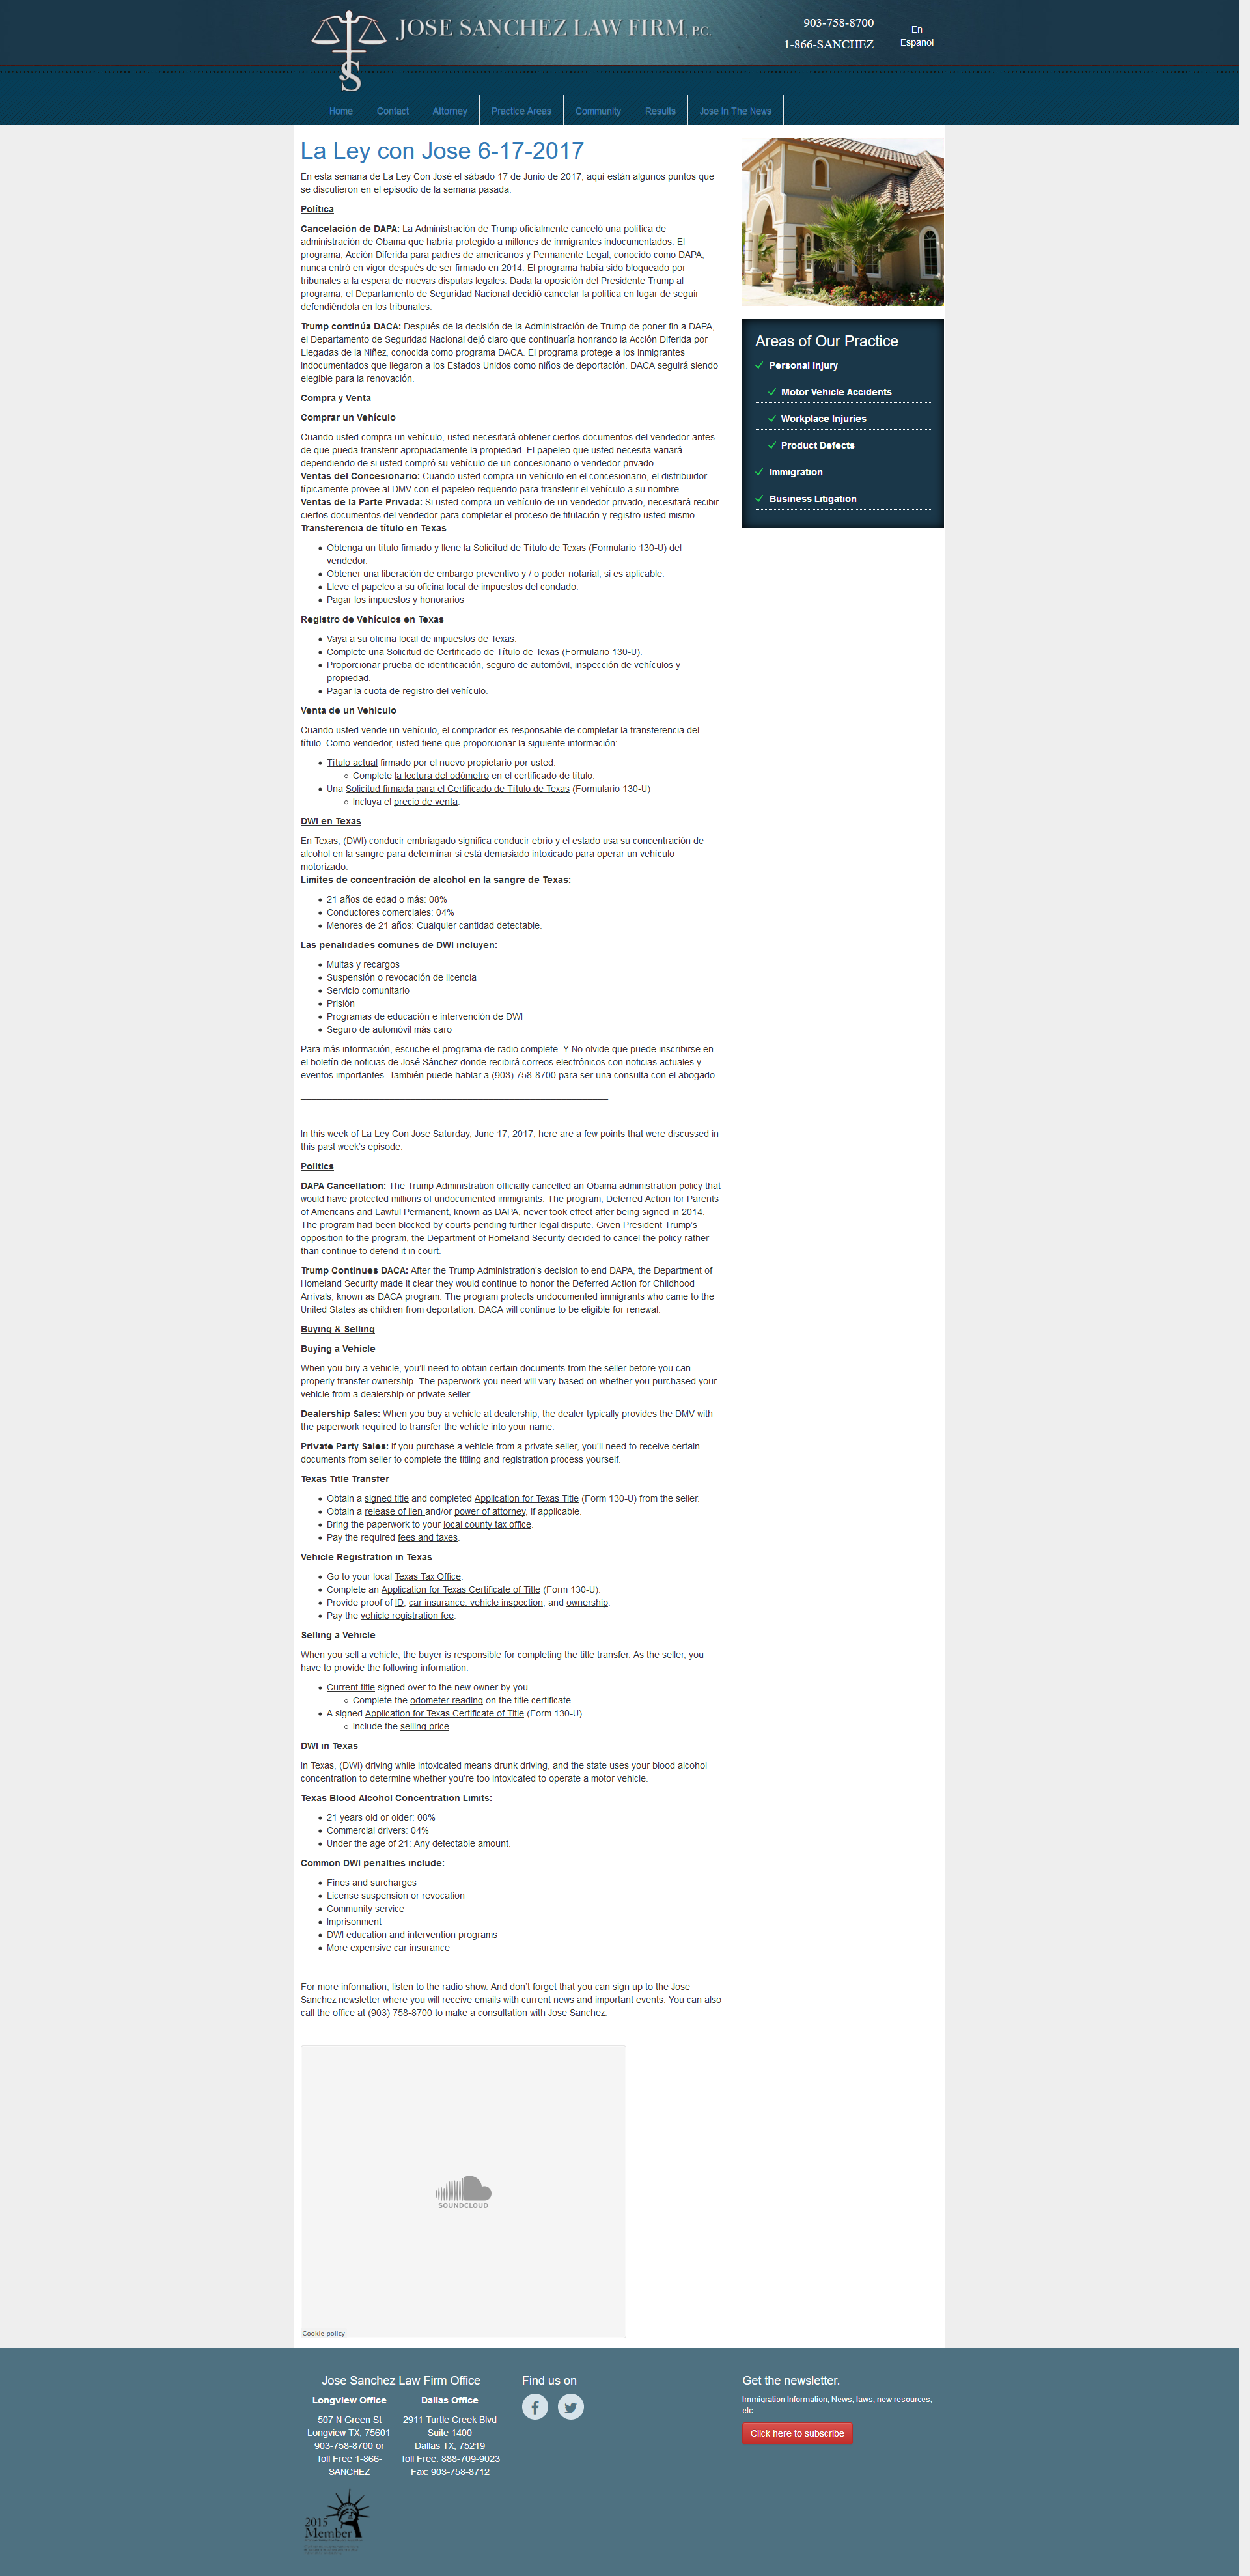 JOSE SANCHEZ LAW FIRM, P.C.
903-758-8700
1-866-SANCHEZ
En
Espanol
Home
Contact
Attorney
Practice Areas
Community
Results
Jose In The News
La Ley con Jose 6-17-2017
En esta semana de La Ley Con José el sábado 17 de Junio de 2017, aquí están algunos puntos que
se discutieron en el episodio de la semana pasada.
Política
Cancelación de DAPA: La Administración de Trump oficialmente canceló una política de
administración de Obama que habría protegido a millones de inmigrantes indocumentados. El
programa, Acción Diferida para padres de americanos y Permanente Legal, conocido como DAPA,
nunca entró en vigor después de ser firmado en 2014. El programa había sido bloqueado por
tribunales a la espera de nuevas disputas legales. Dada la oposición del Presidente Trump al
programa, el Departamento de Seguridad Nacional decidió cancelar la política en lugar de seguir
defendiéndola en los tribunales.
Trump continúa DACA: Después de la decisión de la Administración de Trump de poner fin a DAPA,
el Departamento de Seguridad Nacional dejó claro que continuaría honrando la Acción Diferida por
Llegadas de la Niñez, conocida como programa DACA. El programa protege a los inmigrantes
indocumentados que llegaron a los Estados Unidos como niños de deportación. DACA seguirá siendo
elegible para la renovación.
Compra y Venta
Comprar un Vehículo
Cuando usted compra un vehículo, usted necesitará obtener ciertos documentos del vendedor antes
de que pueda transferir apropiadamente la propiedad. El papeleo que usted necesita variará
dependiendo de si usted compró su vehículo de un concesionario o vendedor privado.
Ventas del Concesionario: Cuando usted compra un vehículo en el concesionario, el distribuidor
típicamente provee al DMV con el papeleo requerido para transferir el vehículo a su nombre.
Ventas de la Parte Privada: Si usted compra un vehículo de un vendedor privado, necesitará recibir
ciertos documentos del vendedor para completar el proceso de titulación y registro usted mismo.
Transferencia de título en Texas
Obtenga un título firmado y llene la Solicitud de Título de Texas (Formulario 130-U) del
vendedor.
Obtener una liberación de embargo preventivo y / o poder notarial, si es aplicable.
Lleve el papeleo a su oficina local de impuestos del condado.
Pagar los impuestos y honorarios
Registro de Vehículos en Texas
Vaya a su oficina local de impuestos de Texas.
Complete una Solicitud de Certificado de Título de Texas (Formulario 130-U).
Proporcionar prueba de identificación, seguro de automóvil, inspección de vehículos y
propiedad.
Pagar la cuota de registro del vehículo.
Venta de un Vehículo
Cuando usted vende un vehículo, el comprador es responsable de completar la transferencia del
título. Como vendedor, usted tiene que proporcionar la siguiente información:
Título actual firmado por el nuevo propietario por usted.
Complete la lectura del odómetro en el certificado de título.
Una Solicitud firmada para el Certificado de Título de Texas (Formulario 130-U)
Incluya el precio de venta.
DWI en Texas
En Texas, (DWI) conducir embriagado significa conducir ebrio y el estado usa su concentración de
alcohol en la sangre para determinar si está demasiado intoxicado para operar un vehículo
motorizado.
Límites de concentración de alcohol en la sangre de Texas:
21 años de edad o más: 08%
Conductores comerciales: 04%
Menores de 21 años: Cualquier cantidad detectable.
Las penalidades comunes de DWI incluyen:
Multas y recargos
Suspensión o revocación de licencia
Servicio comunitario
Prisión
Programas de educación e intervención de DWI
Seguro de automóvil más caro
Para más información, escuche el programa de radio complete. Y No olvide que puede inscribirse en
el boletín de noticias de José Sánchez donde recibirá correos electrónicos con noticias actuales y
eventos importantes. También puede hablar a (903) 758-8700 para ser una consulta con el abogado.
In this week of La Ley Con Jose Saturday, June 17, 2017, here are a few points that were discussed in
this past week's episode.
Politics
DAPA Cancellation: The Trump Administration officially cancelled an Obama administration policy that
would have protected millions of undocumented immigrants. The program, Deferred Action for Parents
of Americans and Lawful Permanent, known as DAPA, never took effect after being signed in 2014.
The program had been blocked by courts pending further legal dispute. Given President Trump's
opposition to the program, the Department of Homeland Security decided to cancel the policy rather
than continue to defend it in court.
Trump Continues DACA: After the Trump Administration's decision to end DAPA, the Department of
Homeland Security made it clear they would continue to honor the Deferred Action for Childhood
Arrivals, known as DACA program. The program protects undocumented immigrants who came to the
United States as children from deportation. DACA will continue to be eligible for renewal.
Buying & Selling
Buying a Vehicle
When you buy a vehicle, you'll need to obtain certain documents from the seller before you can
properly transfer ownership. The paperwork you need will vary based on whether you purchased your
vehicle from a dealership or private seller.
Dealership Sales: When you buy a vehicle at dealership, the dealer typically provides the DMV with
the paperwork required to transfer the vehicle into your name.
Private Party Sales: If you purchase a vehicle from a private seller, you'll need to receive certain
documents from seller to complete the titling and registration process yourself.
Texas Title Transfer
Obtain a signed title and completed Application for Texas Title (Form 130-U) from the seller.
Obtain a release of lien and/or power of attorney, if applicable.
Bring the paperwork to your local county tax office.
Pay the required fees and taxes.
Vehicle Registration in Texas
Go to your local Texas Tax Office.
Complete an Application for Texas Certificate of Title (Form 130-U).
Provide proof of ID, car insurance, vehicle inspection, and ownership.
Pay the vehicle registration fee.
Selling a Vehicle
When you sell a vehicle, the buyer is responsible for completing the title transfer. As the seller, you
have to provide the following information:
Current title signed over to the new owner by you.
Complete the odometer reading on the title certificate.
A signed Application for Texas Certificate of Title (Form 130-U)
Include the selling price.
DWI in Texas
In Texas, (DWI) driving while intoxicated means drunk driving, and the state uses your blood alcohol
concentration to determine whether you're too intoxicated to operate a motor vehicle.
Texas Blood Alcohol Concentration Limits:
21 years old or older: 08%
Commercial drivers: 04%
Under the age of 21: Any detectable amount.
Common DWI penalties include:
Fines and surcharges
License suspension or revocation
Community service
Imprisonment
DWI education and intervention programs
More expensive car insurance
For more information, listen to the radio show. And don't forget that you can sign up to the Jose
Sanchez newsletter where you will receive emails with current news and important events. You can also
call the office at (903) 758-8700 to make a consultation with Jose Sanchez.
SOUNDCLOUD
Cookie policy
Areas of Our Practice
Personal Injury
Motor Vehicle Accidents
Workplace Injuries
Product Defects
Immigration
Business Litigation
Jose Sanchez Law Firm Office
Longview Office
507 N Green St
Longview TX, 75601
903-758-8700 or
Toll Free 1-866-
SANCHEZ
Dallas Office
2911 Turtle Creek Blvd
Suite 1400
Dallas TX, 75219
Toll Free: 888-709-9023
Fax: 903-758-8712
2015
Member
Find us on
Get the newsletter.
Immigration Information, News, laws, new resources,
etc.
Click here to subscribe